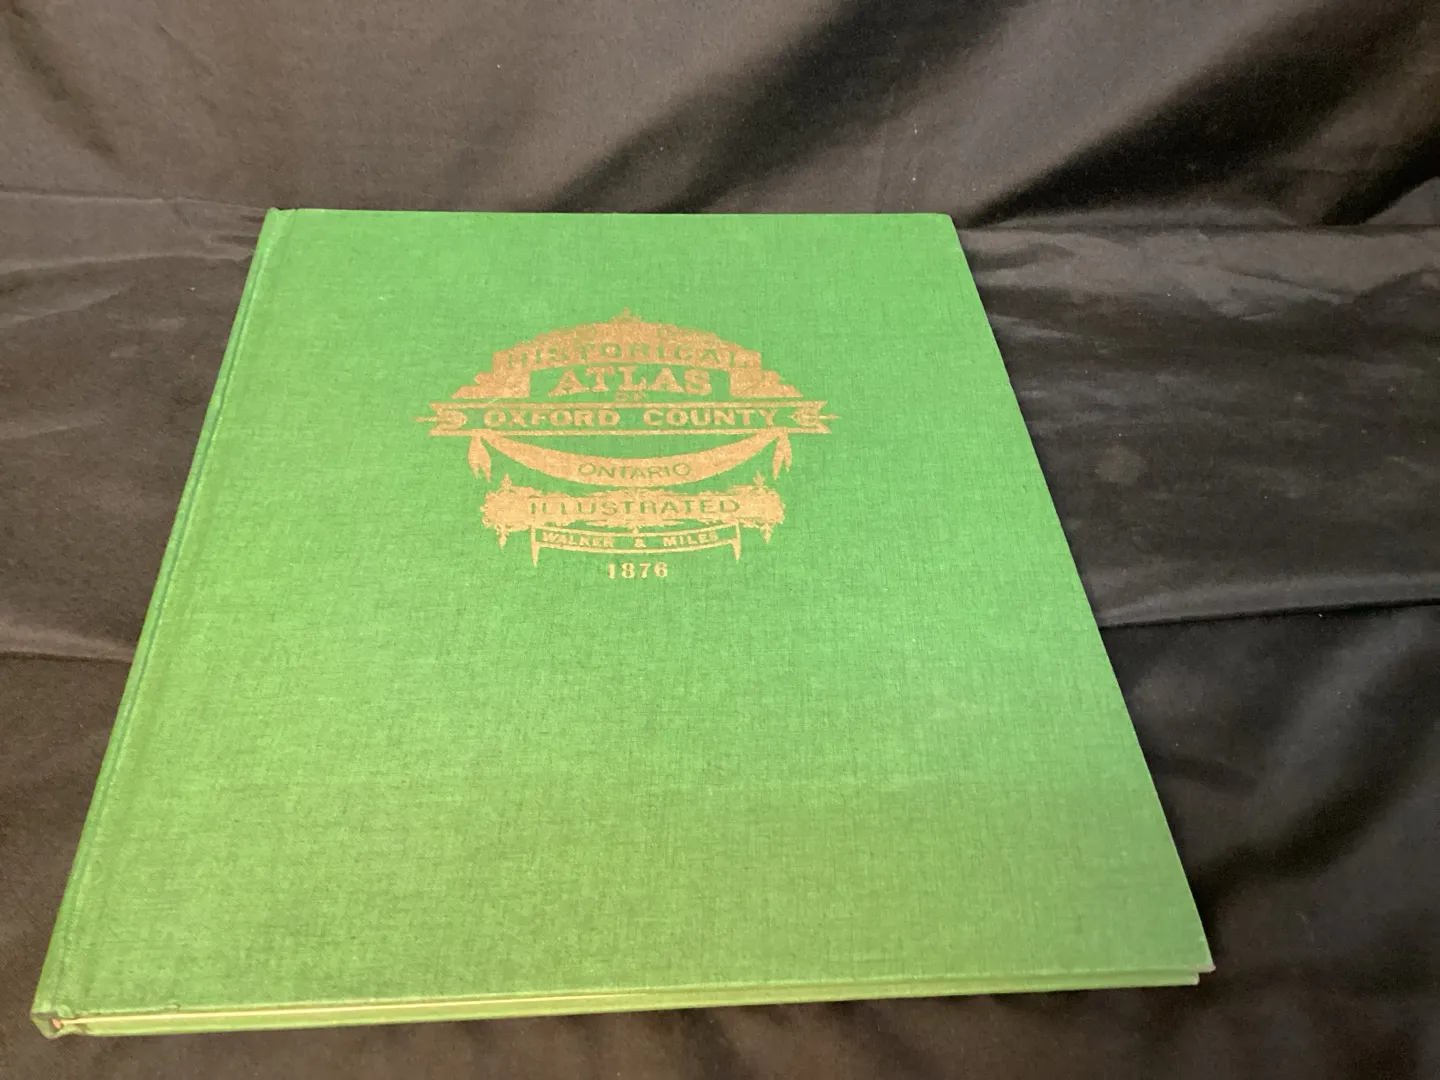 HISTORICAL
ATLAS
OF
OXFORD COUNTY
ONTARIO
ILLUSTRATED
WALKER & MILES
1876